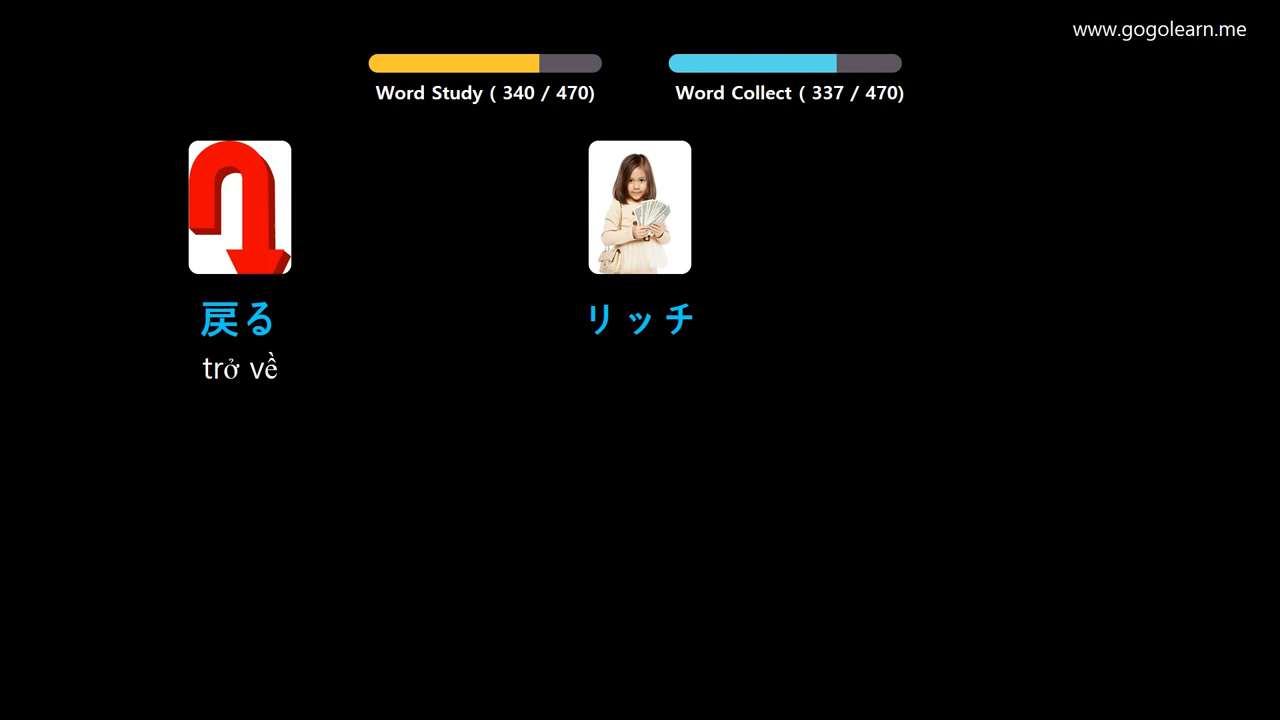 www.gogolearn.me
Word Study ( 340 / 470)
Word Collect ( 337 / 470)
戻る
trở về
リッチ